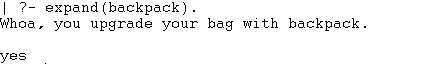 | ?- expand(backpack).
Whoa, you upgrade your bag with backpack.
yes